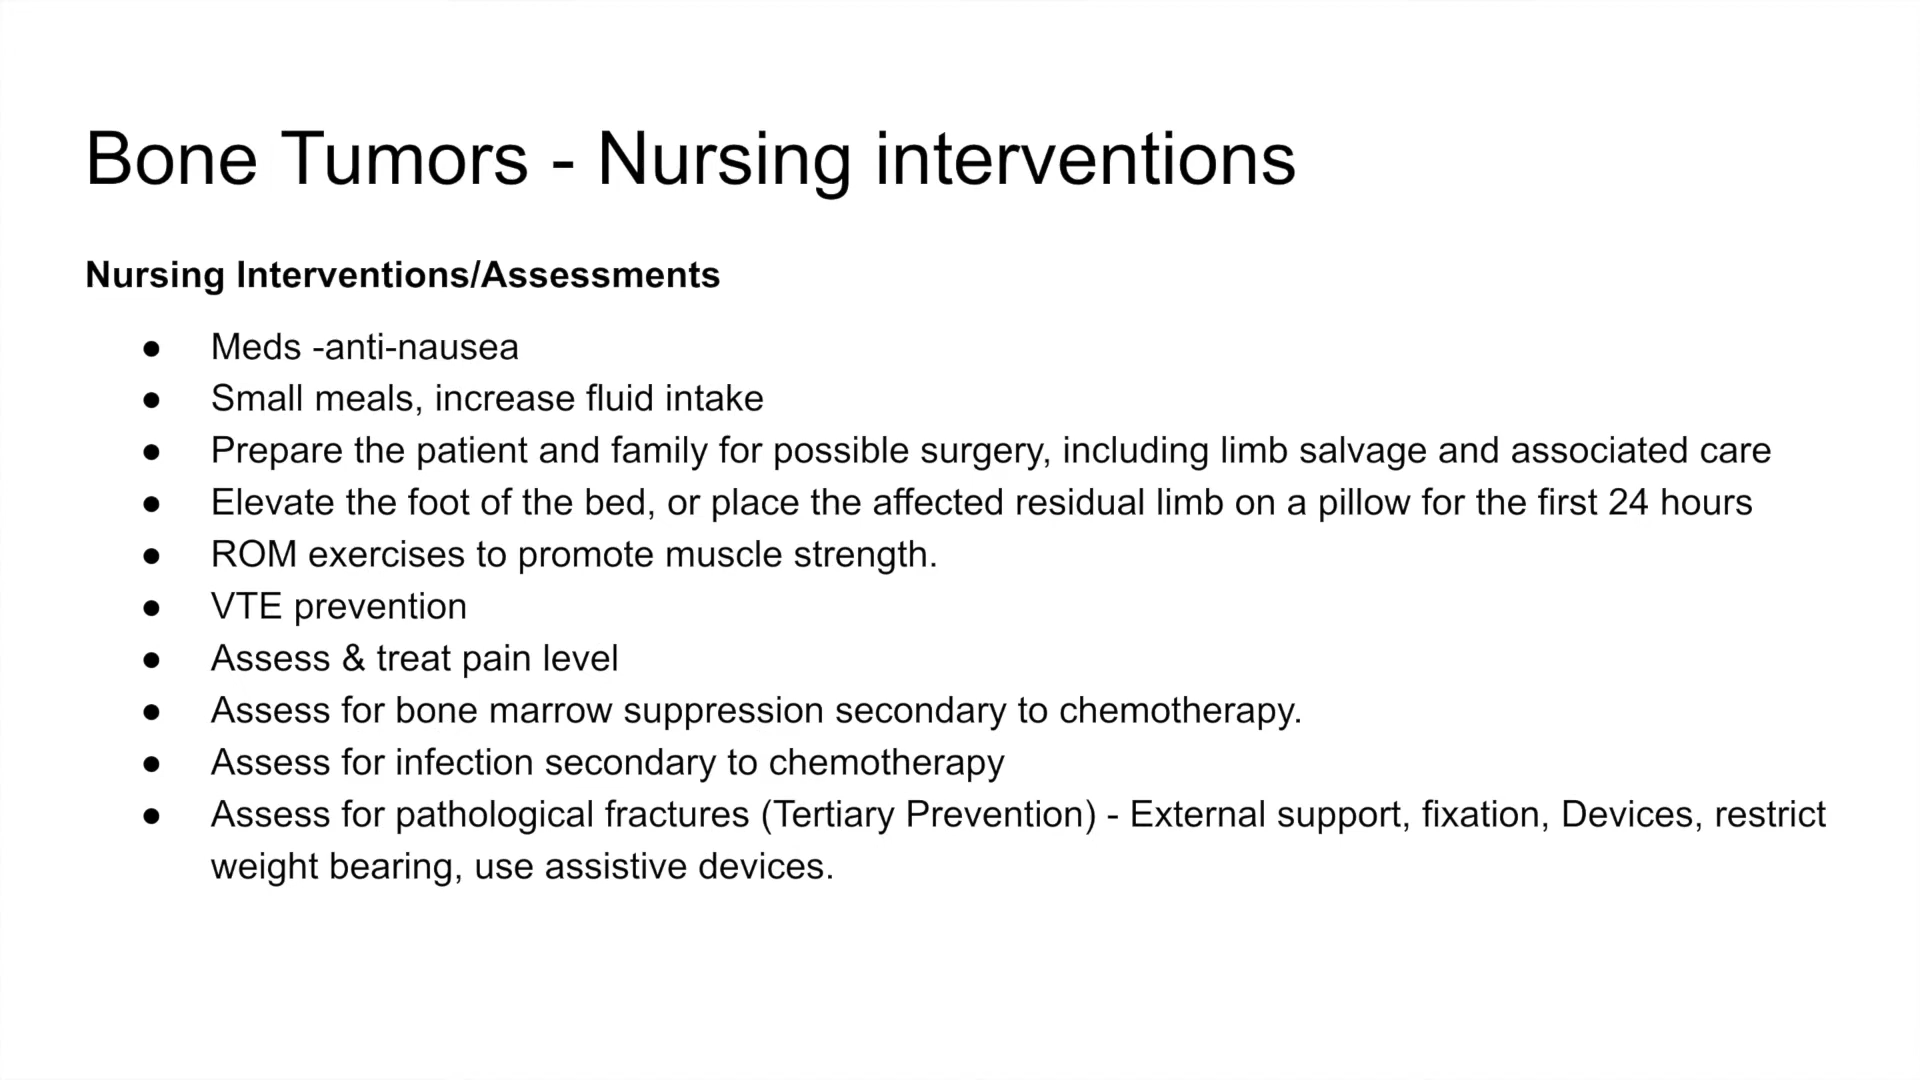 Bone Tumors - Nursing interventions
Nursing Interventions/Assessments
● Meds -anti-nausea
● Small meals, increase fluid intake
● Prepare the patient and family for possible surgery, including limb salvage and associated care
● Elevate the foot of the bed, or place the affected residual limb on a pillow for the first 24 hours
● ROM exercises to promote muscle strength.
● VTE prevention
● Assess & treat pain level
● Assess for bone marrow suppression secondary to chemotherapy.
● Assess for infection secondary to chemotherapy
● Assess for pathological fractures (Tertiary Prevention) - External support, fixation, Devices, restrict
weight bearing, use assistive devices.